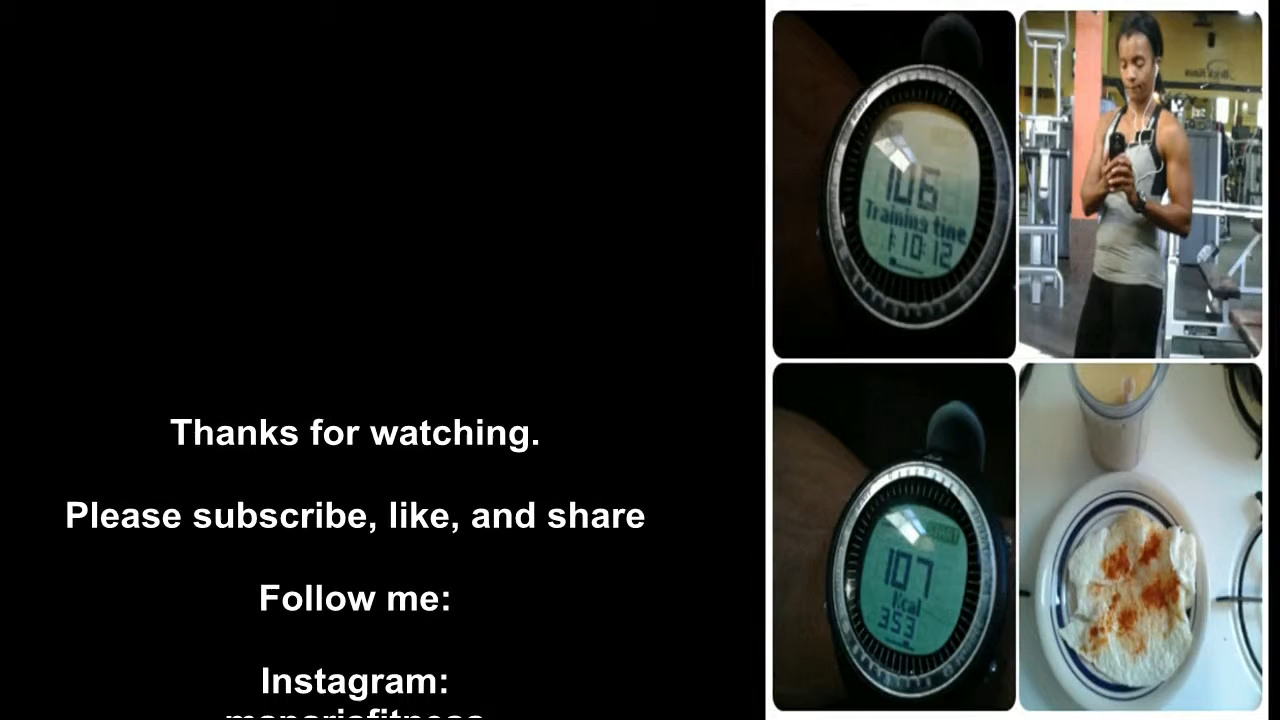 Thanks for watching.
Please subscribe, like, and share
Follow me:
Instagram:
106
Training time
1:10:12
107
Kcal
353